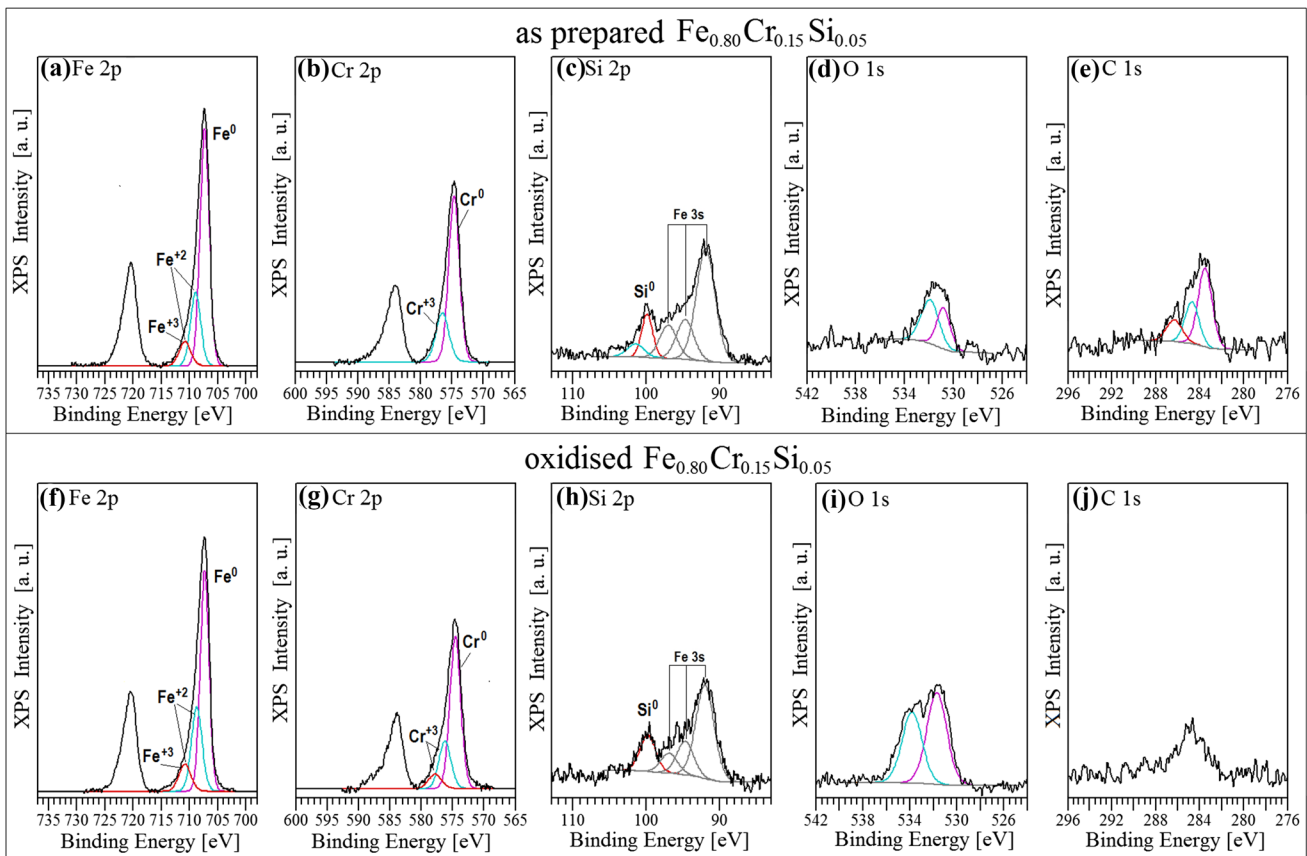 as prepared Fe0.80Cr0.15Si0.05
(a) Fe 2p
XPS Intensity [a. u.]
Fe0
Fe+2
Fe+3
735 725 715 705 700
Binding Energy [eV]
(b) Cr 2p
XPS Intensity [a. u.]
Cr0
Cr+3
600 595 590 585 580 575 570 565
Binding Energy [eV]
(c) Si 2p
XPS Intensity [a. u.]
Fe 3s
Si0
110 100 90
Binding Energy [eV]
(d) O 1s
XPS Intensity [a. u.]
542 538 534 530 526
Binding Energy [eV]
(e) C 1s
XPS Intensity [a. u.]
296 292 288 284 280 276
Binding Energy [eV]
oxidised Fe0.80Cr0.15Si0.05
(f) Fe 2p
XPS Intensity [a. u.]
Fe0
Fe+2
Fe+3
735 725 715 705 700
Binding Energy [eV]
(g) Cr 2p
XPS Intensity [a. u.]
Cr0
Cr+3
600 595 590 585 580 575 570 565
Binding Energy [eV]
(h) Si 2p
XPS Intensity [a. u.]
Fe 3s
Si0
110 100 90
Binding Energy [eV]
(i) O 1s
XPS Intensity [a. u.]
542 538 534 530 526
Binding Energy [eV]
(j) C 1s
XPS Intensity [a. u.]
296 292 288 284 280 276
Binding Energy [eV]